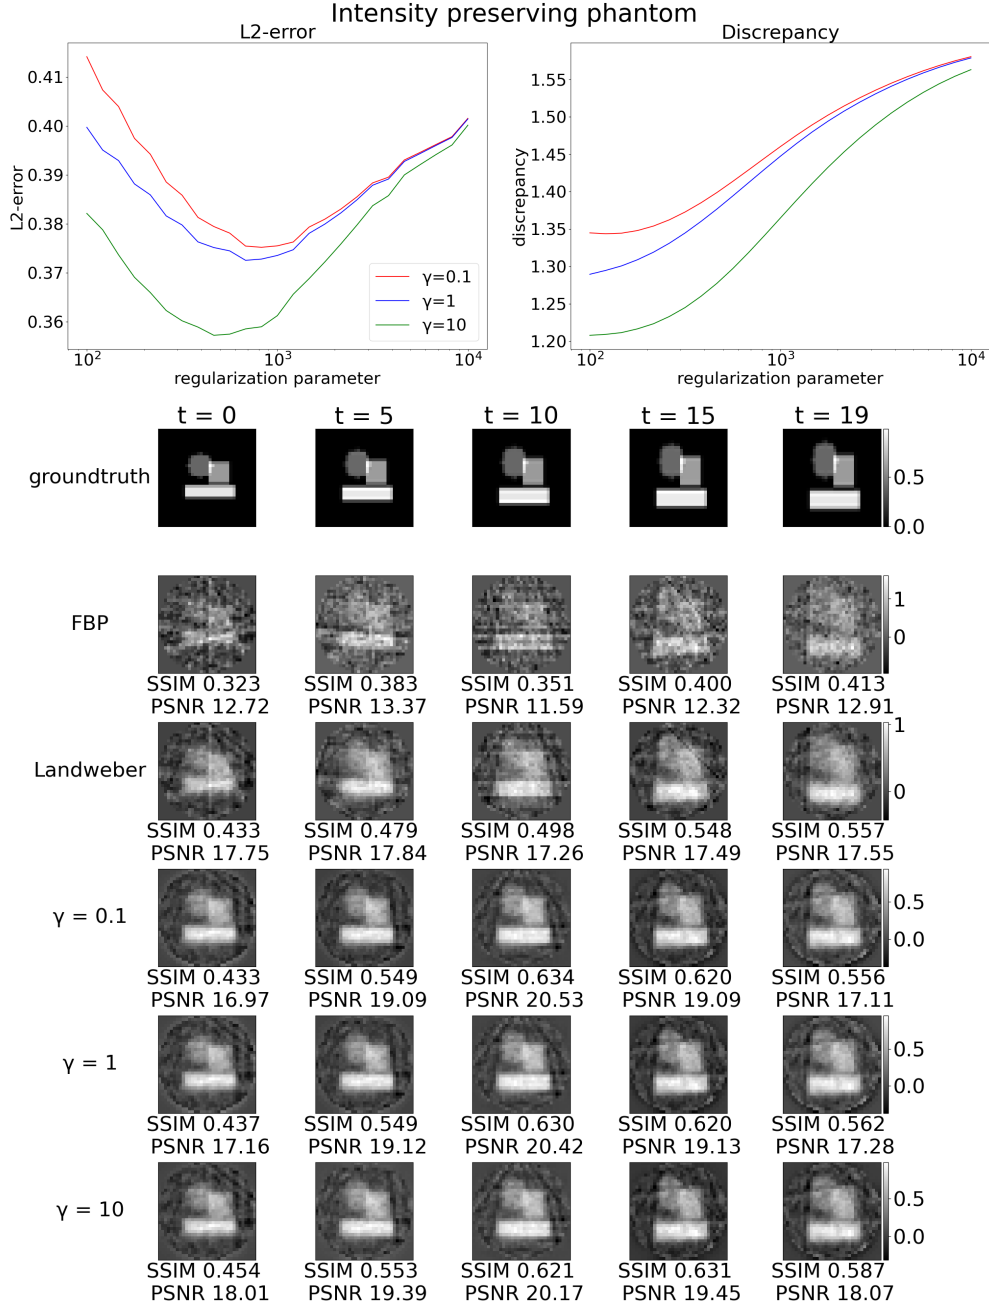 Intensity preserving phantom
L2-error
Discrepancy
0.41
0.40
0.39
0.38
0.37
0.36
L2-error
γ=0.1
γ=1
γ=10
10²
10³
10⁴
regularization parameter
1.55
1.50
1.45
1.40
1.35
1.30
1.25
1.20
discrepancy
10²
10³
10⁴
regularization parameter
t = 0 t = 5 t = 10 t = 15 t = 19
groundtruth
0.5
0.0
FBP
1
0
SSIM 0.323 SSIM 0.383 SSIM 0.351 SSIM 0.400 SSIM 0.413
PSNR 12.72 PSNR 13.37 PSNR 11.59 PSNR 12.32 PSNR 12.91
Landweber
1
0
SSIM 0.433 SSIM 0.479 SSIM 0.498 SSIM 0.548 SSIM 0.557
PSNR 17.75 PSNR 17.84 PSNR 17.26 PSNR 17.49 PSNR 17.55
γ = 0.1
0.5
0.0
SSIM 0.433 SSIM 0.549 SSIM 0.634 SSIM 0.620 SSIM 0.556
PSNR 16.97 PSNR 19.09 PSNR 20.53 PSNR 19.09 PSNR 17.11
γ = 1
0.5
0.0
SSIM 0.437 SSIM 0.549 SSIM 0.630 SSIM 0.620 SSIM 0.562
PSNR 17.16 PSNR 19.12 PSNR 20.42 PSNR 19.13 PSNR 17.28
γ = 10
0.5
0.0
SSIM 0.454 SSIM 0.553 SSIM 0.621 SSIM 0.631 SSIM 0.587
PSNR 18.01 PSNR 19.39 PSNR 20.17 PSNR 19.45 PSNR 18.07